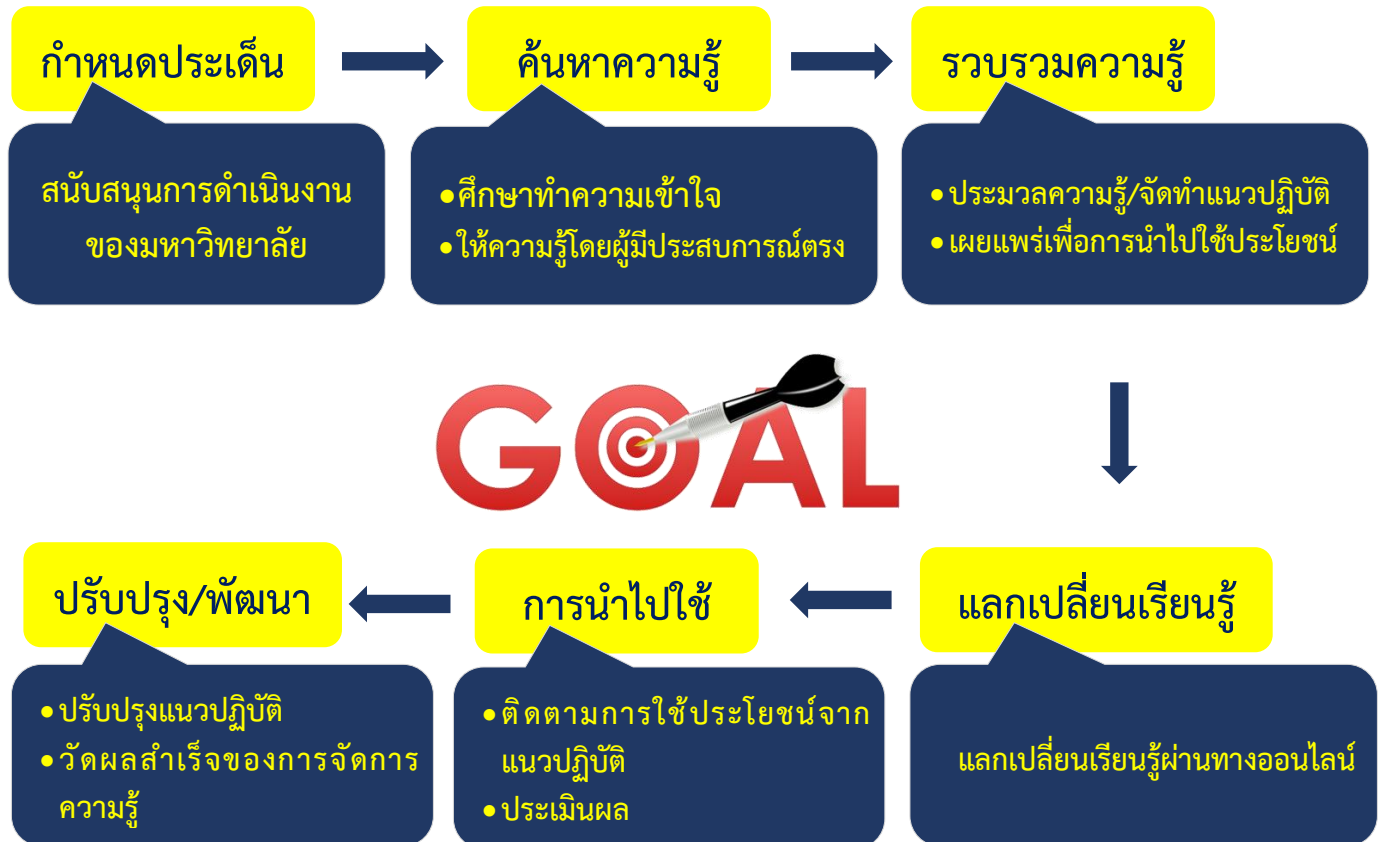 กำหนดประเด็น
สนับสนุนการดำเนินงาน
ของมหาวิทยาลัย
ค้นหาความรู้
•ศึกษาทำความเข้าใจ
•ให้ความรู้โดยผู้มีประสบการณ์ตรง
รวบรวมความรู้
•ประมวลความรู้/จัดทำแนวปฏิบัติ
•เผยแพร่เพื่อการนำไปใช้ประโยชน์
GOAL
แลกเปลี่ยนเรียนรู้
แลกเปลี่ยนเรียนรู้ผ่านทางออนไลน์
การนำไปใช้
•ติดตามการใช้ประโยชน์จาก
แนวปฏิบัติ
•ประเมินผล
ปรับปรุง/พัฒนา
•ปรับปรุงแนวปฏิบัติ
•วัดผลสำเร็จของการจัดการ
ความรู้